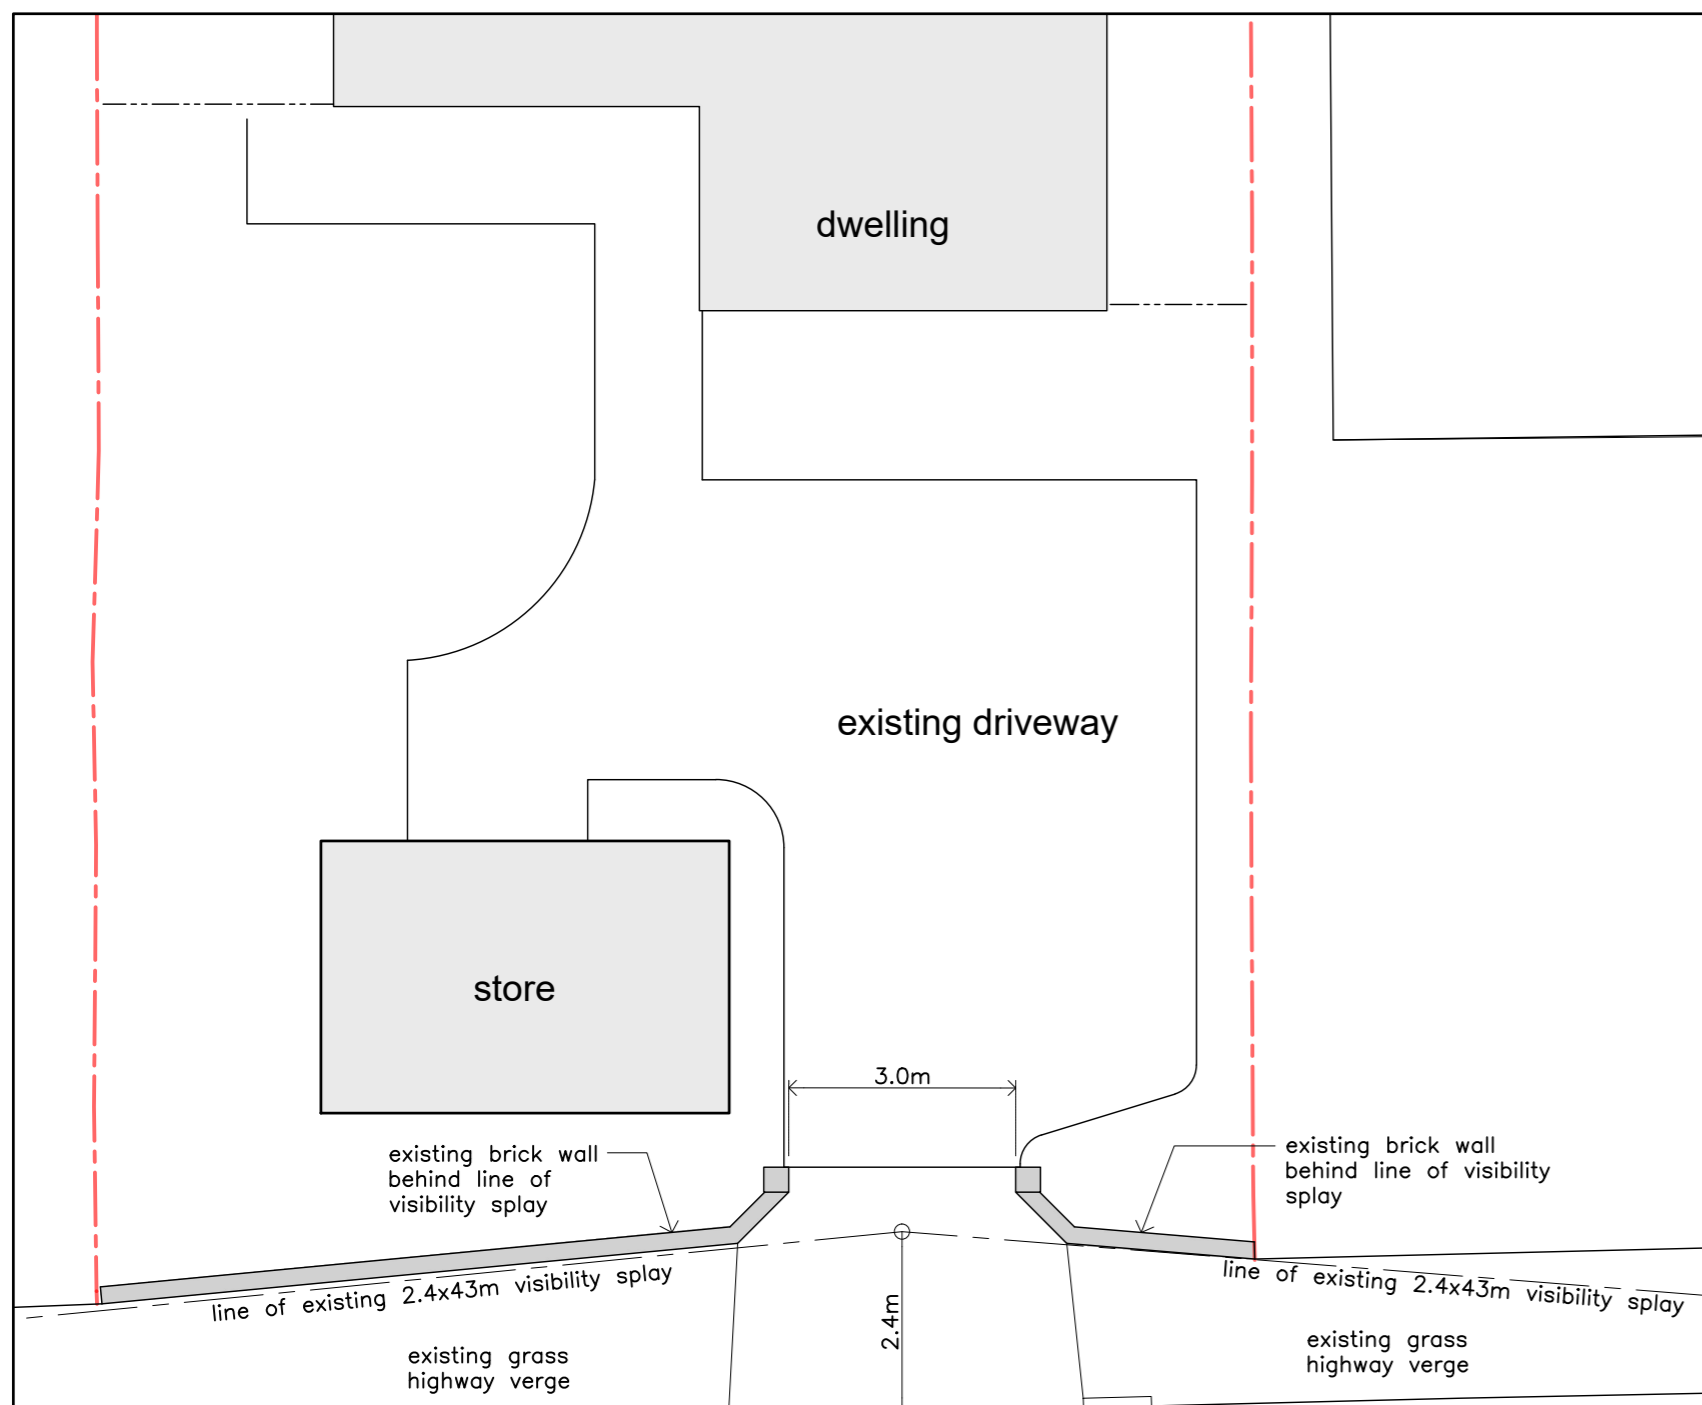 dwelling
existing driveway
store
3.0m
existing brick wall
behind line of
visibility splay
existing brick wall
behind line of visibility
splay
line of existing 2.4x43m visibility splay
line of existing 2.4x43m visibility splay
2.4m
existing grass
highway verge
existing grass
highway verge